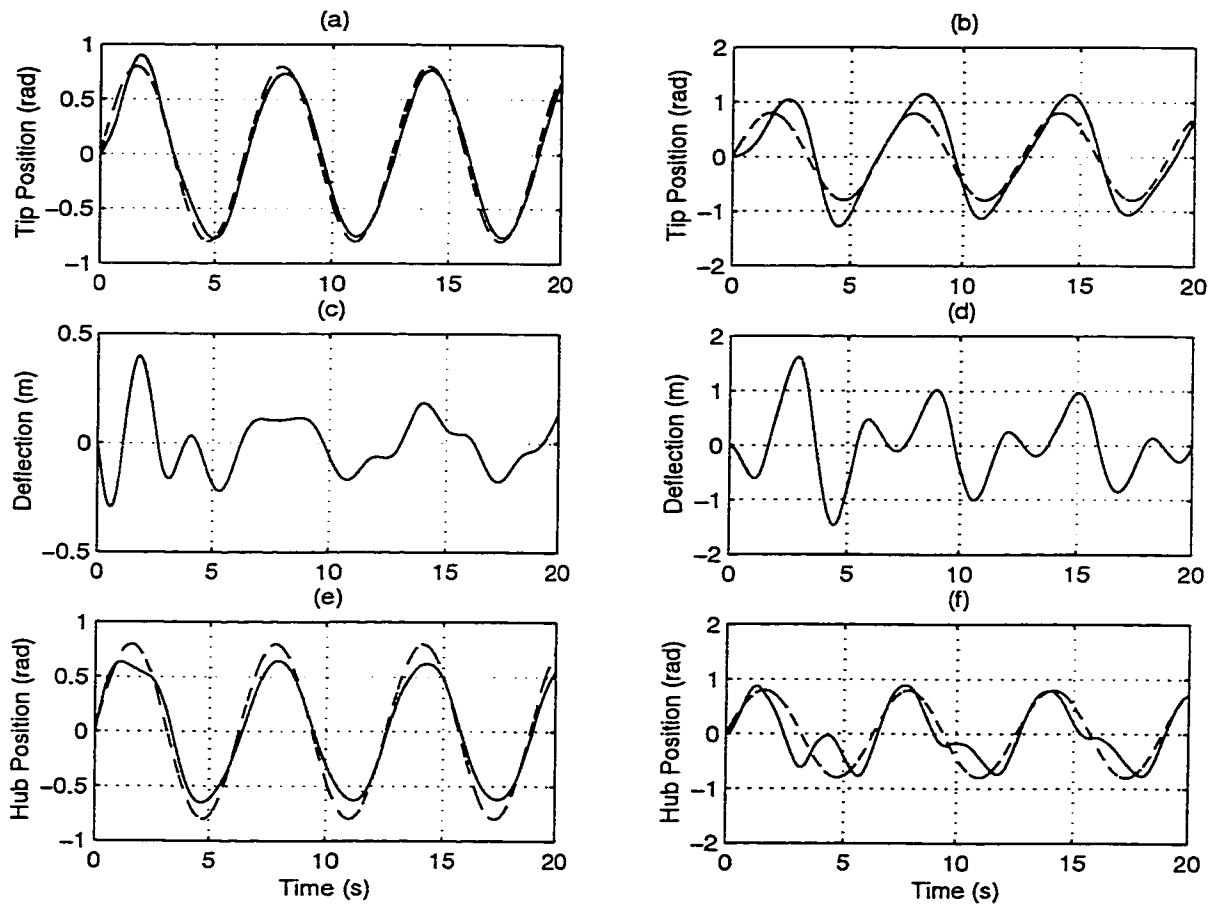 (a)
Tip Position (rad)
1
0.5
0
−0.5
−1
0 5 10 15 20
(b)
Tip Position (rad)
2
1
0
−1
−2
0 5 10 15 20
(c)
Deflection (m)
0.5
0
−0.5
0 5 10 15 20
(d)
Deflection (m)
2
1
0
−1
−2
0 5 10 15 20
(e)
Hub Position (rad)
1
0.5
0
−0.5
−1
0 5 10 15 20
Time (s)
(f)
Hub Position (rad)
2
1
0
−1
−2
0 5 10 15 20
Time (s)